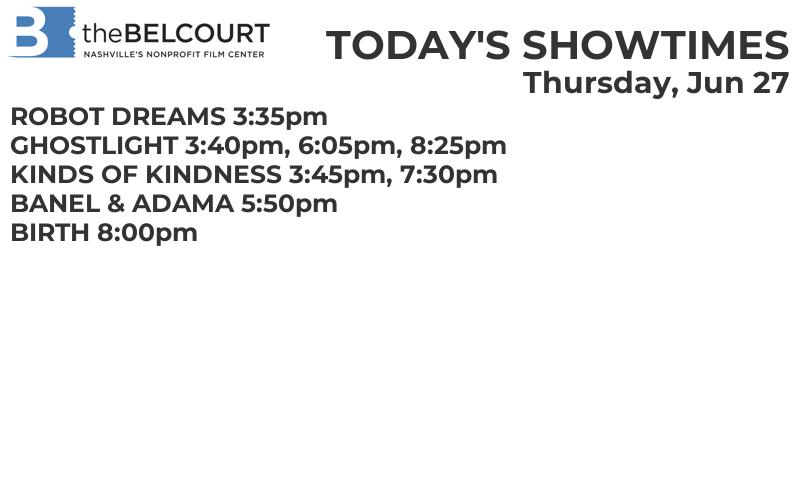 B theBELCOURT
NASHVILLE'S NONPROFIT FILM CENTER
TODAY'S SHOWTIMES
Thursday, Jun 27
ROBOT DREAMS 3:35pm
GHOSTLIGHT 3:40pm, 6:05pm, 8:25pm
KINDS OF KINDNESS 3:45pm, 7:30pm
BANEL & ADAMA 5:50pm
BIRTH 8:00pm